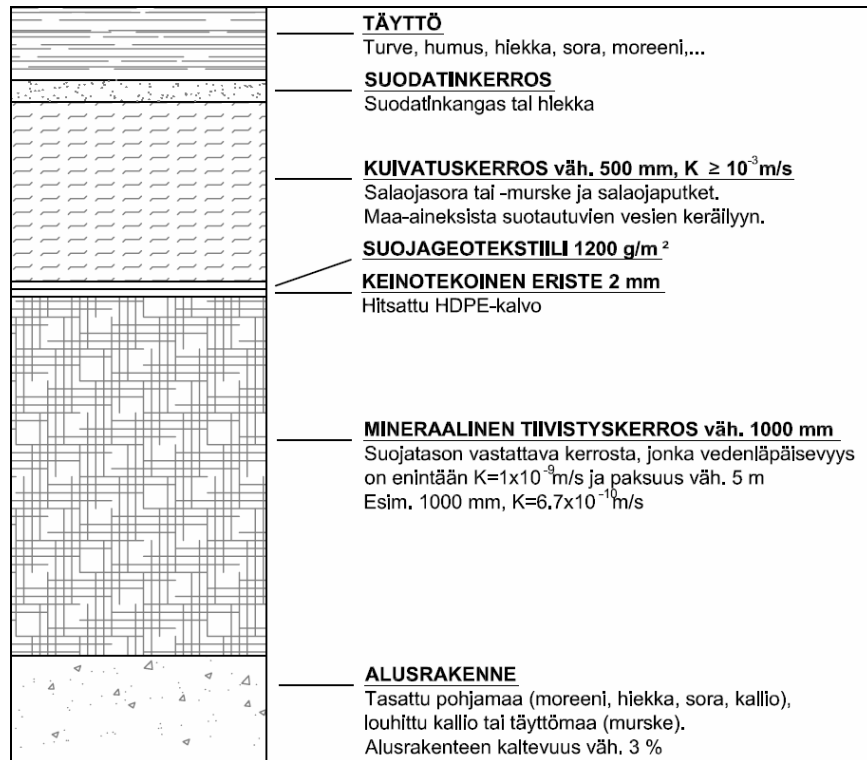 TÄYTTÖ
Turve, humus, hiekka, sora, moreeni,...
SUODATINKERROS
Suodatinkangas tai hiekka
KUIVATUSKERROS väh. 500 mm, K ≥ 10⁻³m/s
Salaojasora tai -murske ja salaojaputket.
Maa-aineksista suotautuvien vesien keräilyyn.
SUOJAGEOTEKSTIILI 1200 g/m²
KEINOTEKOINEN ERISTE 2 mm
Hitsattu HDPE-kalvo
MINERAALINEN TIIVISTYSKERROS väh. 1000 mm
Suojatason vastattava kerrosta, jonka vedenläpäisevyys
on enintään K=1x10⁻⁹m/s ja paksuus väh. 5 m
Esim. 1000 mm, K=6.7x10⁻¹⁰m/s
ALUSRAKENNE
Tasattu pohjamaa (moreeni, hiekka, sora, kallio),
louhittu kallio tai täyttömaa (murske).
Alusrakenteen kaltevuus väh. 3 %